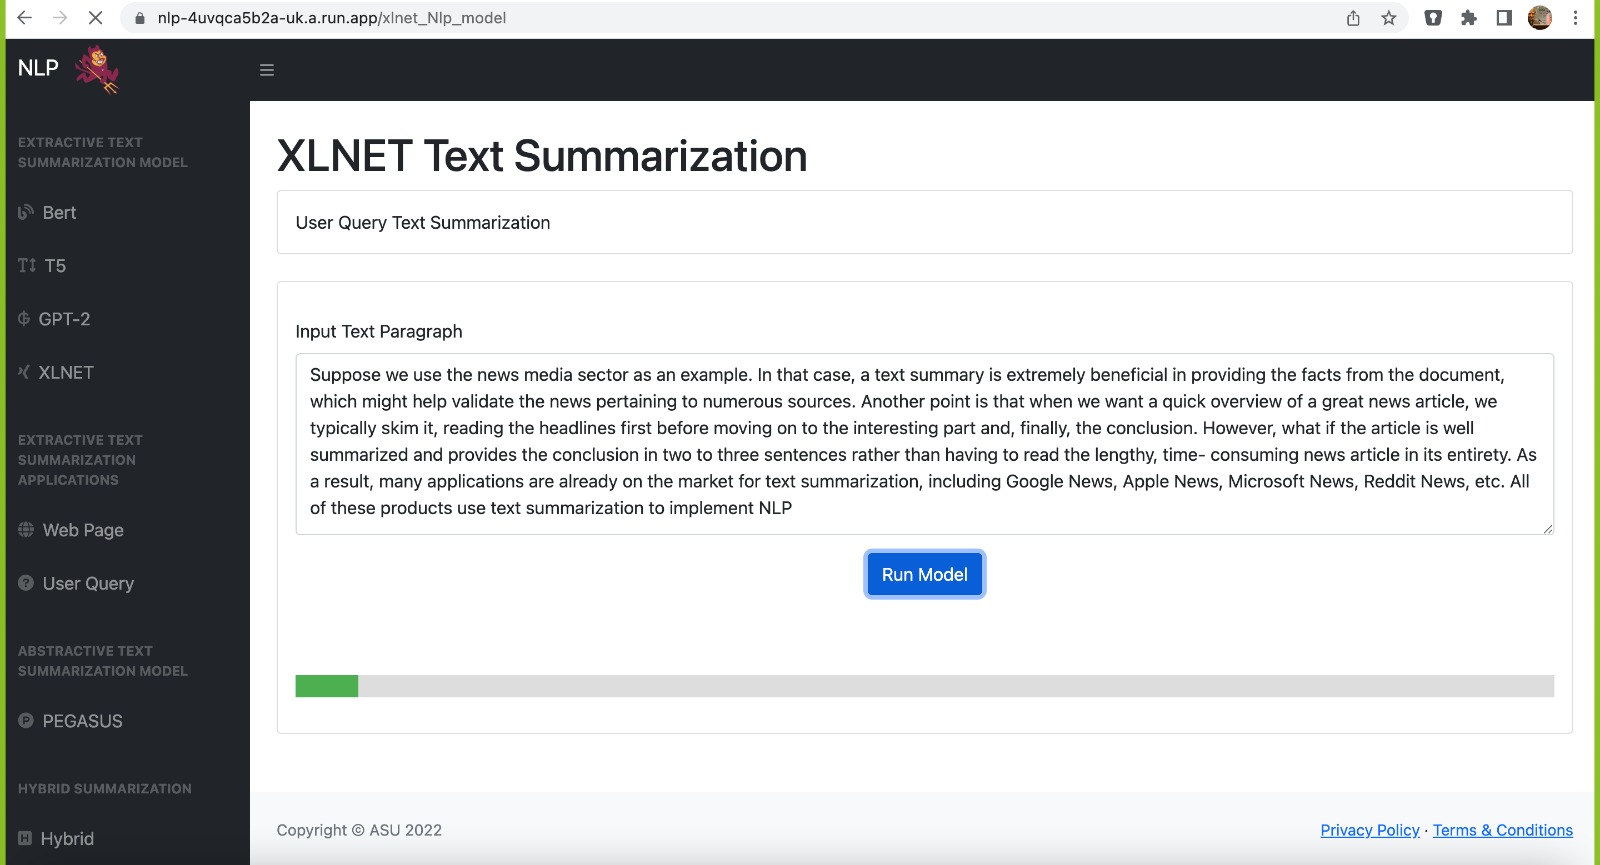 nlp-4uvqca5b2a-uk.a.run.app/xlnet_Nlp_model
NLP
EXTRACTIVE TEXT
SUMMARIZATION MODEL
Bert
T5
GPT-2
XLNET
EXTRACTIVE TEXT
SUMMARIZATION
APPLICATIONS
Web Page
User Query
ABSTRACTIVE TEXT
SUMMARIZATION MODEL
PEGASUS
HYBRID SUMMARIZATION
Hybrid
XLNET Text Summarization
User Query Text Summarization
Input Text Paragraph
Suppose we use the news media sector as an example. In that case, a text summary is extremely beneficial in providing the facts from the document,
which might help validate the news pertaining to numerous sources. Another point is that when we want a quick overview of a great news article, we
typically skim it, reading the headlines first before moving on to the interesting part and, finally, the conclusion. However, what if the article is well
summarized and provides the conclusion in two to three sentences rather than having to read the lengthy, time- consuming news article in its entirety. As
a result, many applications are already on the market for text summarization, including Google News, Apple News, Microsoft News, Reddit News, etc. All
of these products use text summarization to implement NLP
Run Model
Copyright © ASU 2022
Privacy Policy · Terms & Conditions